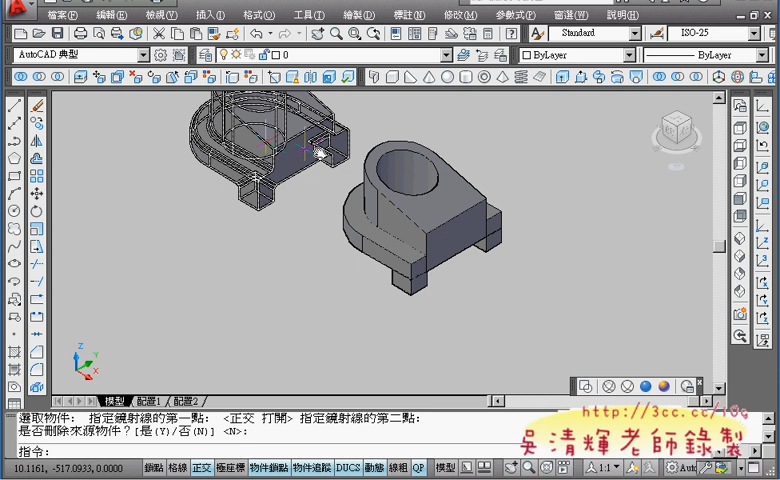 檔案(F) 編輯(E) 檢視(V) 插入(I) 格式(O) 工具(T) 繪製(D) 標註(N) 修改(M) 參數式(P) 視窗(W) 說明(H)
Standard ISO-25
AutoCAD 典型 0 ByLayer ByLayer
Z
Y
X
模型 配置1 配置2
選取物件: 指定鏡射線的第一點: <正交 打開> 指定鏡射線的第二點:
是否刪除來源物件？[是(Y)/否(N)] <N>:
指令:
http://3cc.cc/10g
吳清輝老師錄製
10.1161, -517.0933, 0.0000 鎖點 格線 正交 極座標 物件鎖點 物件追蹤 DUCS 動態 線粗 QP 模型 1:1